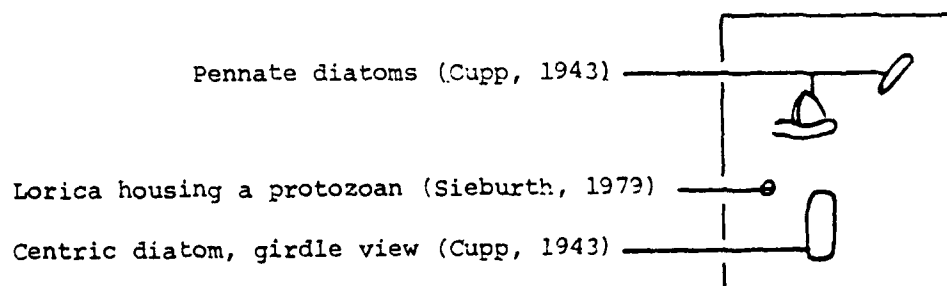 Pennate diatoms (Cupp, 1943)
Lorica housing a protozoan (Sieburth, 1979)
Centric diatom, girdle view (Cupp, 1943)